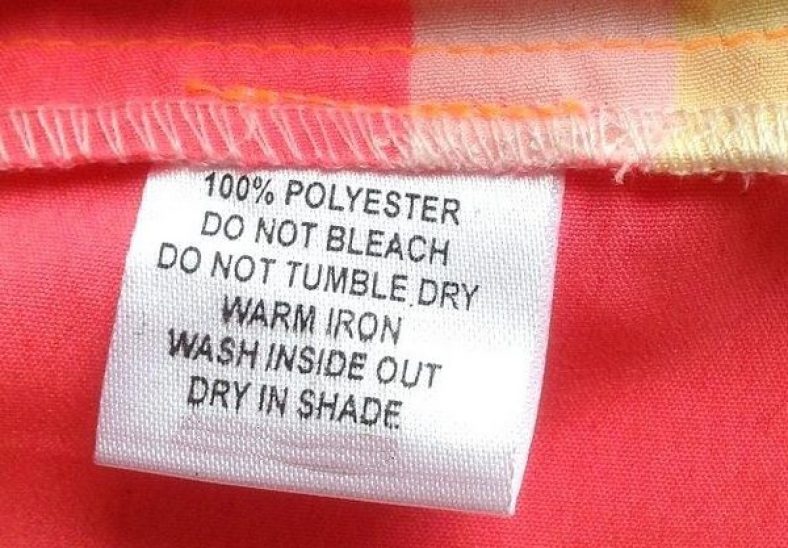 100% POLYESTER
DO NOT BLEACH
DO NOT TUMBLE DRY
WARM IRON
WASH INSIDE OUT
DRY IN SHADE